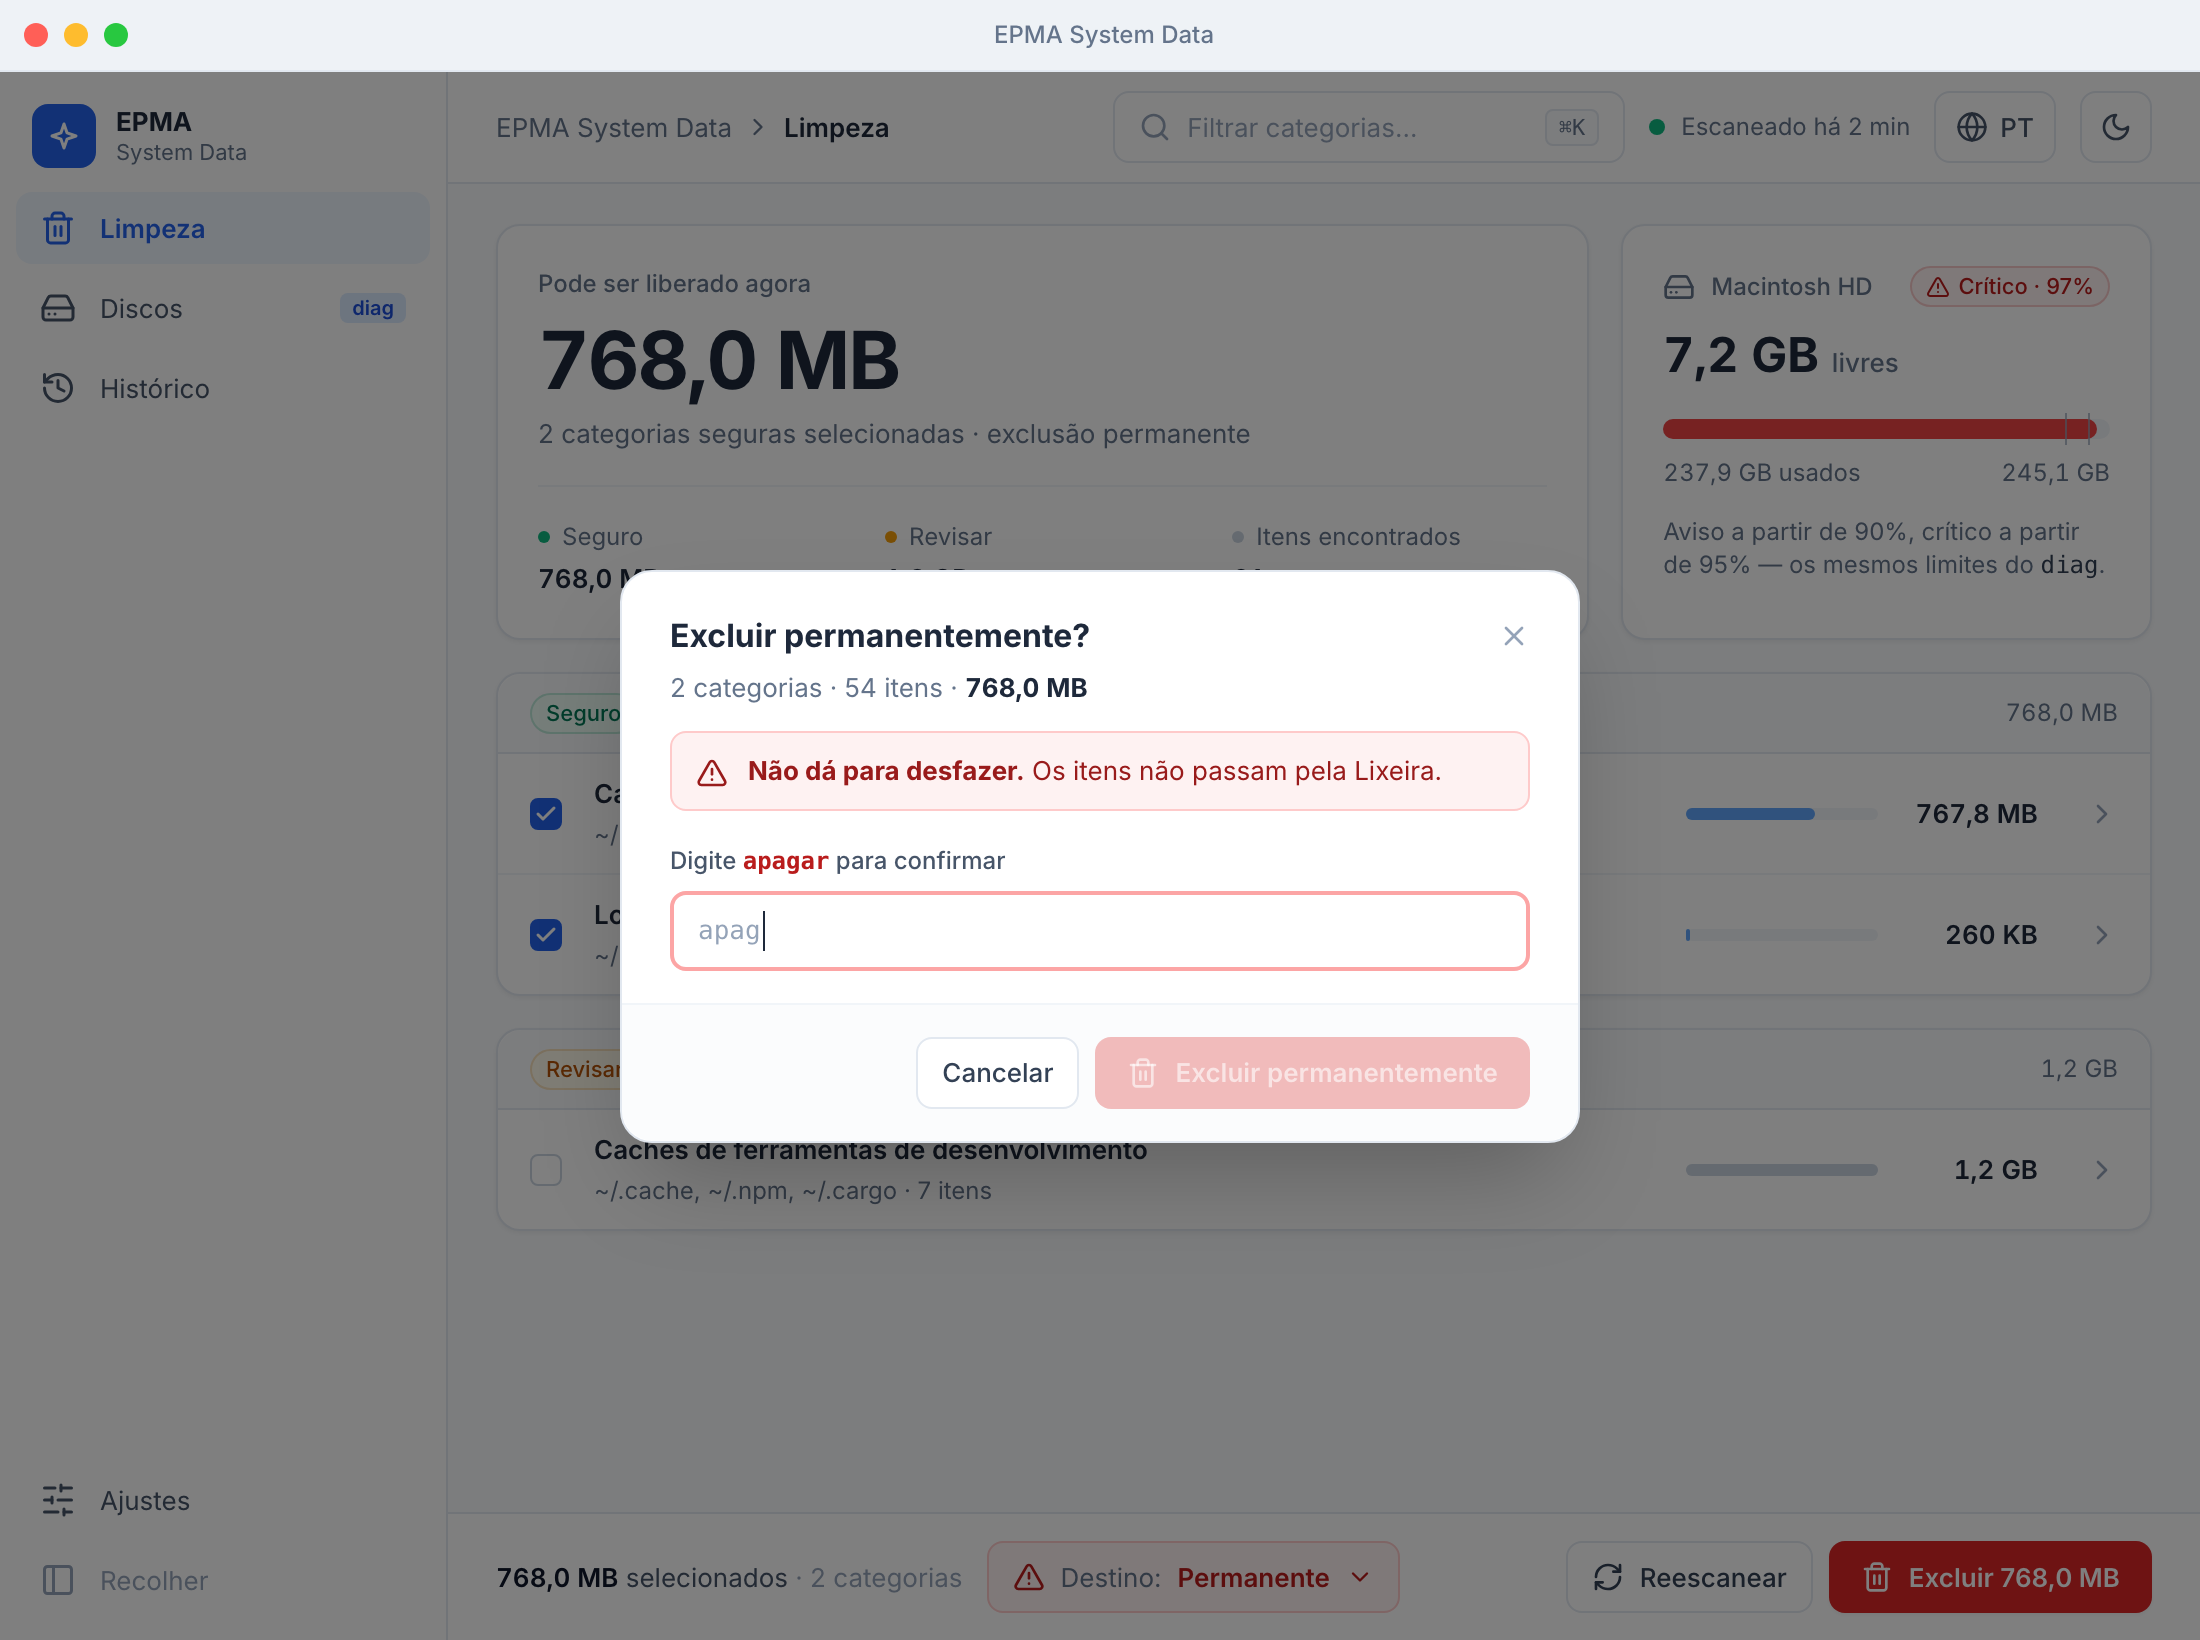 EPMA System Data
EPMA
System Data
Limpeza
Discos
diag
Histórico
Ajustes
Recolher
EPMA System Data > Limpeza
Filtrar categorias...
⌘K
Escaneado há 2 min
PT
Pode ser liberado agora
768,0 MB
2 categorias seguras selecionadas · exclusão permanente
Seguro
Revisar
Itens encontrados
768,0
Macintosh HD
Crítico · 97%
7,2 GB livres
237,9 GB usados
245,1 GB
Aviso a partir de 90%, crítico a partir
de 95% — os mesmos limites do diag.
Seguro
768,0 MB
767,8 MB
260 KB
Revisar
1,2 GB
Caches de ferramentas de desenvolvimento
~/.cache, ~/.npm, ~/.cargo · 7 itens
1,2 GB
Excluir permanentemente?
2 categorias · 54 itens · 768,0 MB
Não dá para desfazer. Os itens não passam pela Lixeira.
Digite apagar para confirmar
apag
Cancelar
Excluir permanentemente
768,0 MB selecionados · 2 categorias
Destino: Permanente
Reescanear
Excluir 768,0 MB